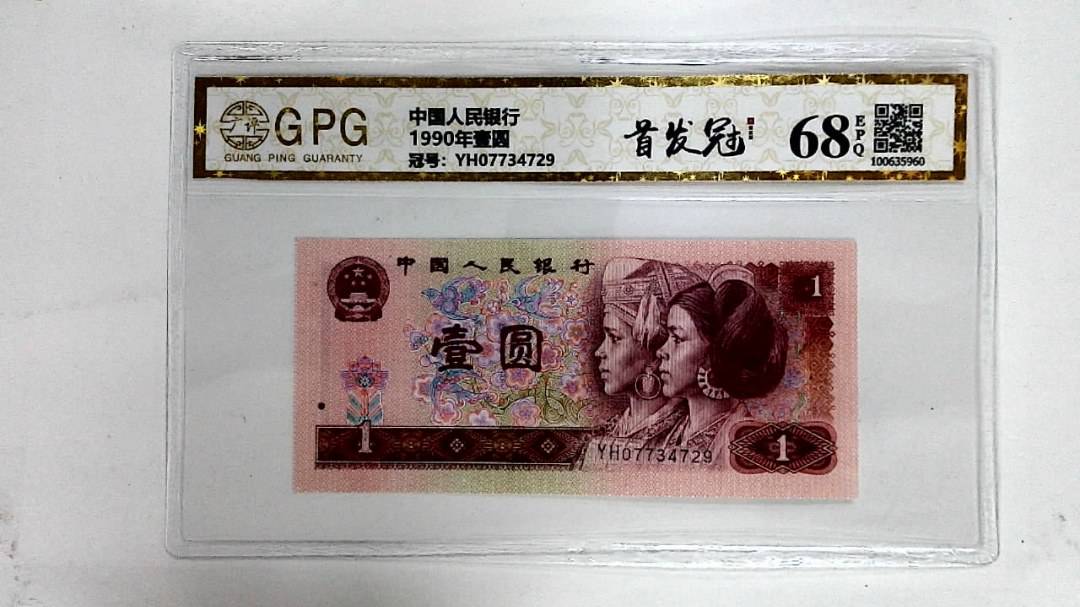 GPG
GUANG PING GUARANTY
中国人民银行
1990年壹圆
冠号: YH07734729
首发冠
68
EPQ
100635960
中国人民银行
1
壹圆
1
YH07734729
1